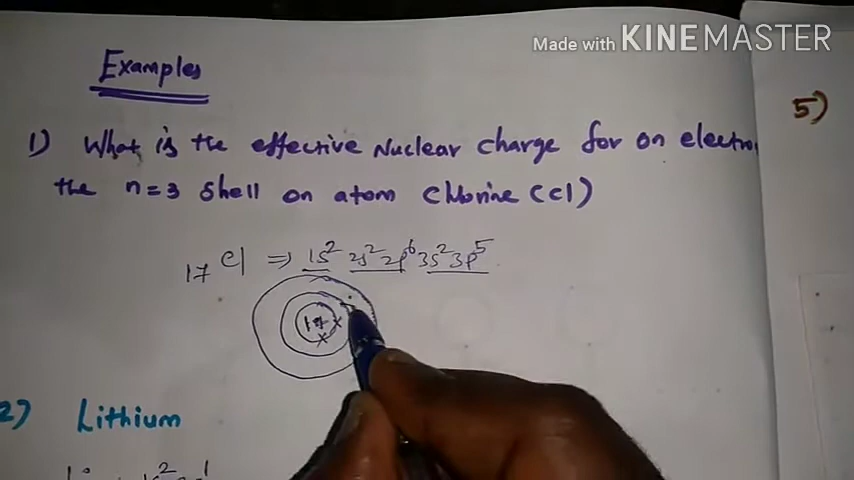 Made with KINEMASTER
Examples
5)
1) What is the effective Nuclear charge for on electro
the n=3 shell on atom Chlorine (Cl)
17 Cl ⇒ 1s² 2s² 2p⁶ 3s² 3p⁵
17
2) Lithium